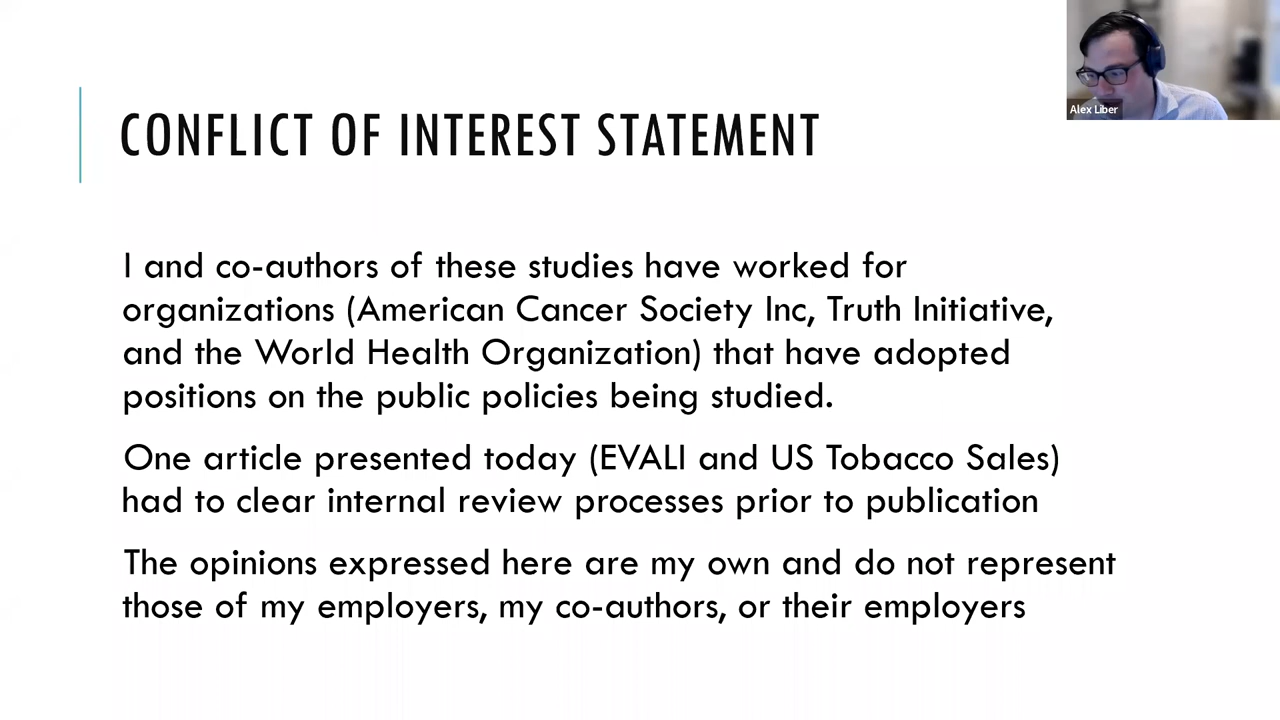 CONFLICT OF INTEREST STATEMENT
Alex Liber
I and co-authors of these studies have worked for
organizations (American Cancer Society Inc, Truth Initiative,
and the World Health Organization) that have adopted
positions on the public policies being studied.
One article presented today (EVALI and US Tobacco Sales)
had to clear internal review processes prior to publication
The opinions expressed here are my own and do not represent
those of my employers, my co-authors, or their employers